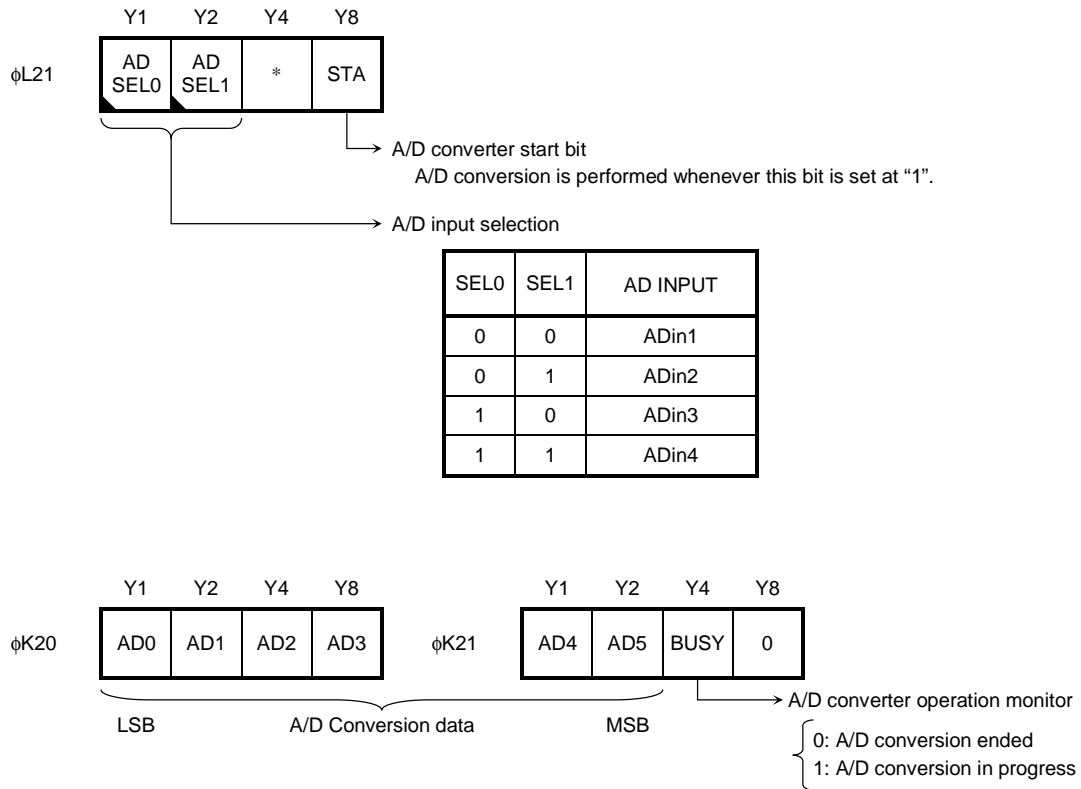 Y1 Y2 Y4 Y8
ϕL21
AD SEL0
AD SEL1
*
STA
A/D converter start bit
A/D conversion is performed whenever this bit is set at “1”.
A/D input selection
SEL0 SEL1 AD INPUT
0 0 ADin1
0 1 ADin2
1 0 ADin3
1 1 ADin4
Y1 Y2 Y4 Y8 Y1 Y2 Y4 Y8
ϕK20 AD0 AD1 AD2 AD3 ϕK21 AD4 AD5 BUSY 0
A/D converter operation monitor
LSB A/D Conversion data MSB
0: A/D conversion ended
1: A/D conversion in progress